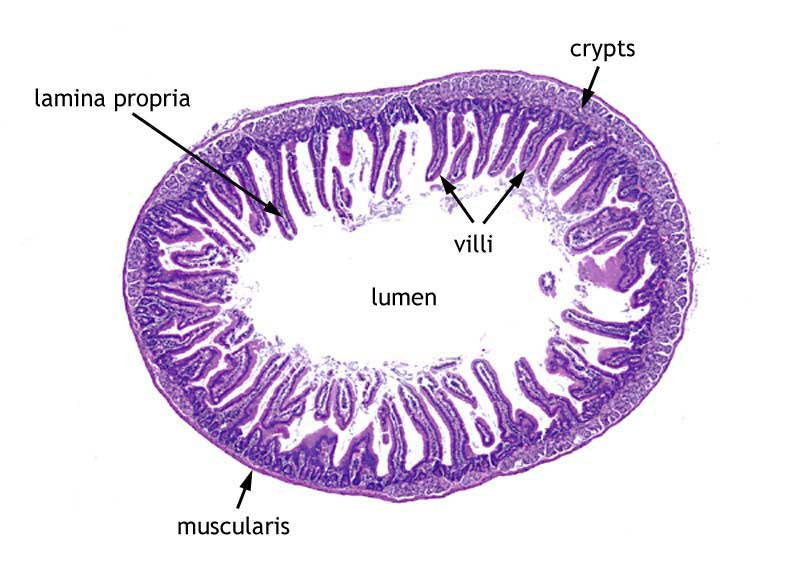 crypts
lamina propria
villi
lumen
muscularis